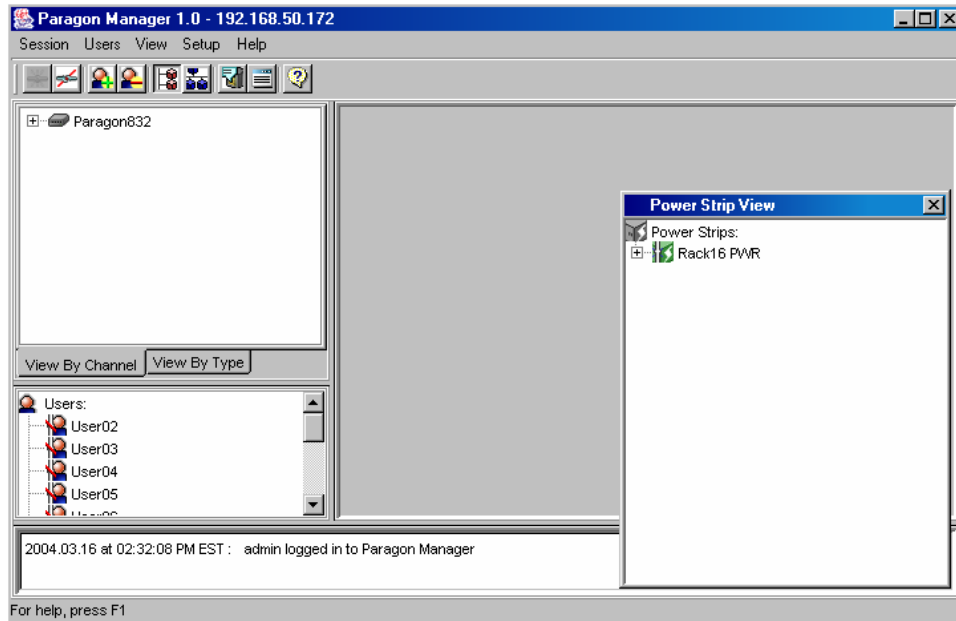 Paragon Manager 1.0 - 192.168.50.172
Session Users View Setup Help
Paragon832
Power Strip View
Power Strips:
Rack16 PWR
View By Channel View By Type
Users:
User02
User03
User04
User05
2004.03.16 at 02:32:08 PM EST : admin logged in to Paragon Manager
For help, press F1